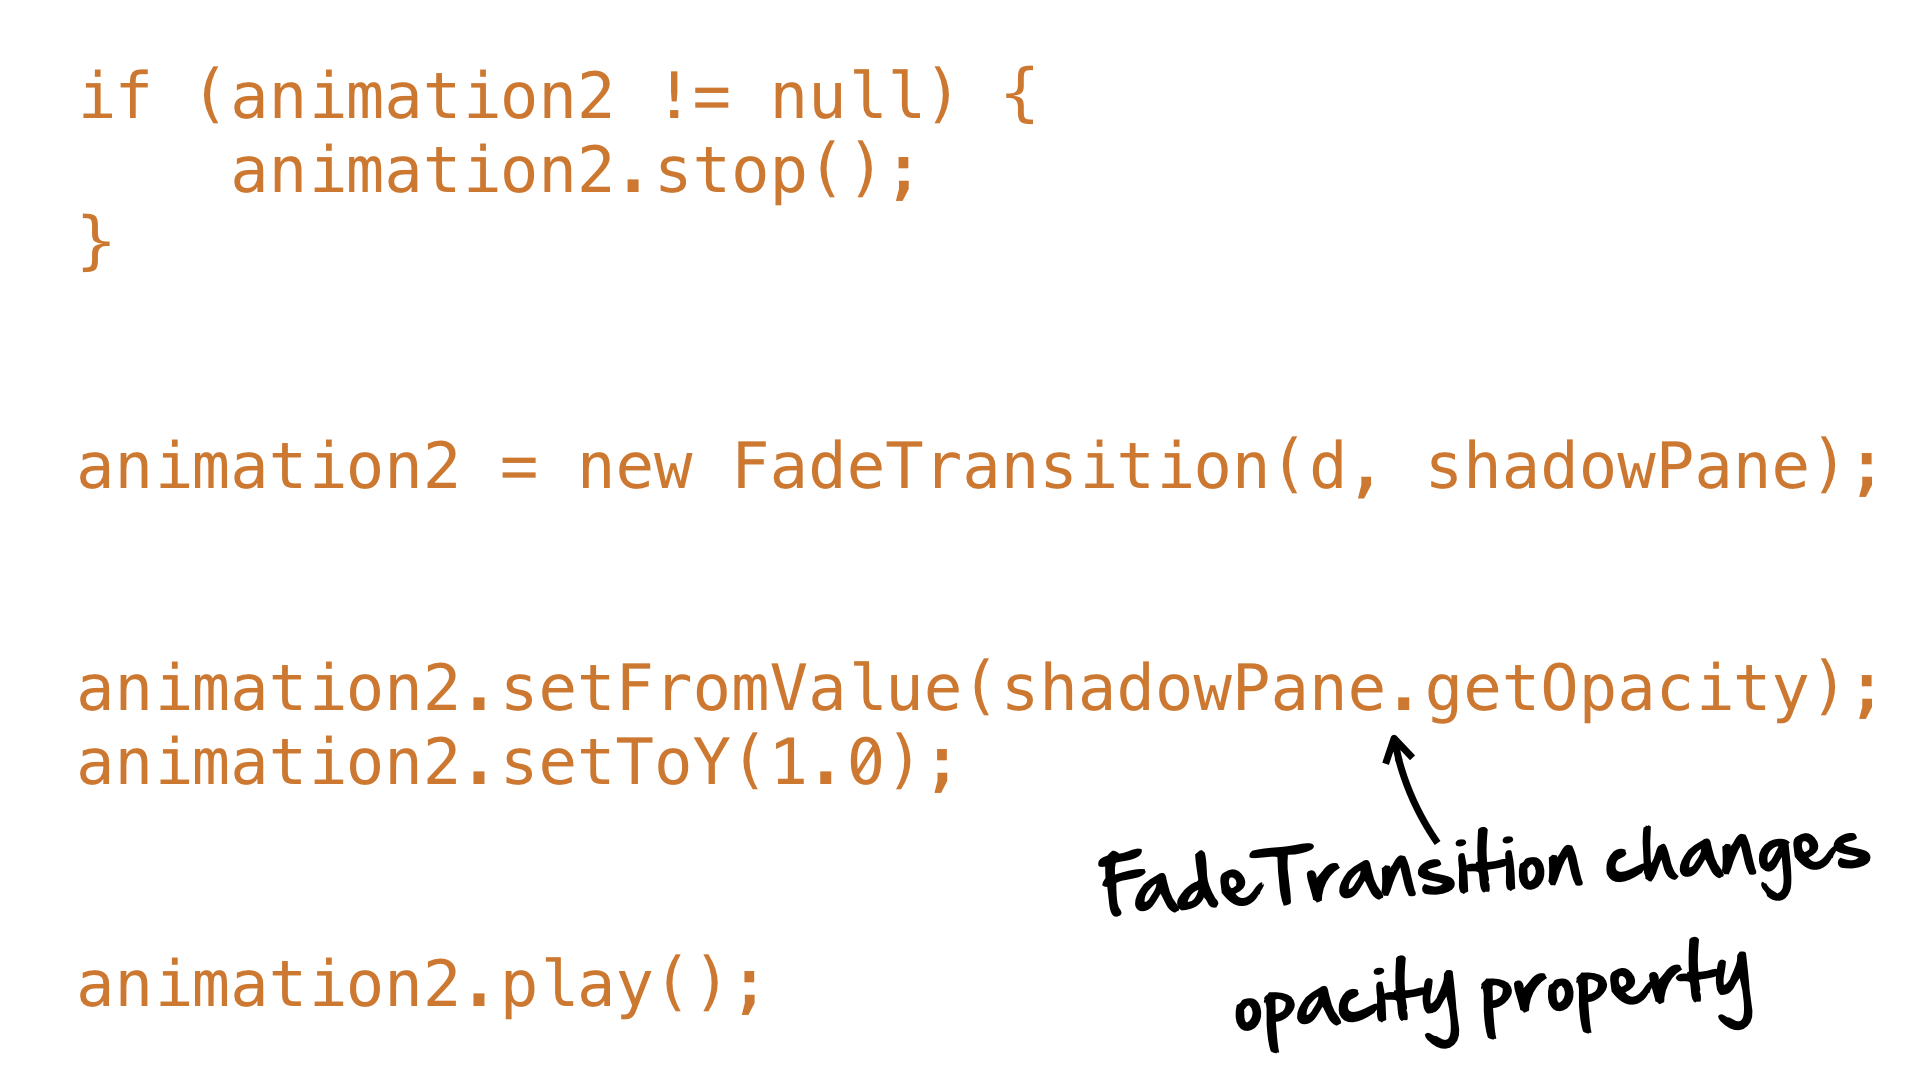 if (animation2 != null) {
    animation2.stop();
}
animation2 = new FadeTransition(d, shadowPane);
animation2.setFromValue(shadowPane.getOpacity);
animation2.setToY(1.0);
FadeTransition changes
opacity property
animation2.play();